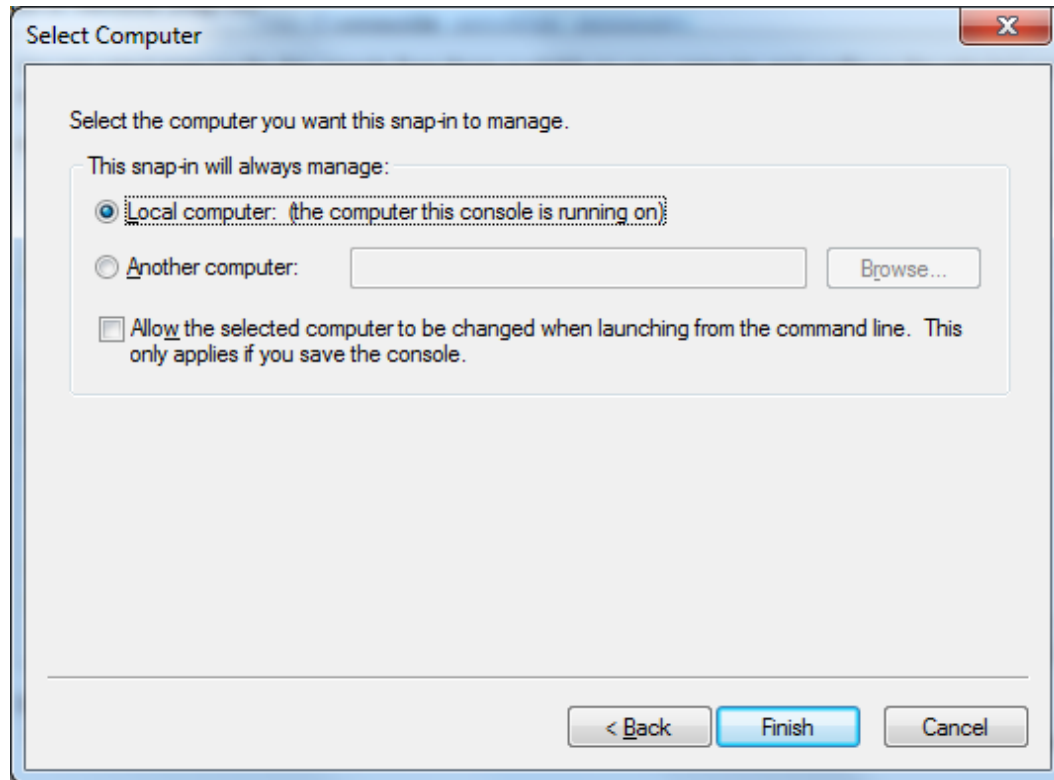 Select Computer
Select the computer you want this snap-in to manage.
This snap-in will always manage:
Local computer:  (the computer this console is running on)
Another computer:
Browse...
Allow the selected computer to be changed when launching from the command line.  This
only applies if you save the console.
< Back
Finish
Cancel